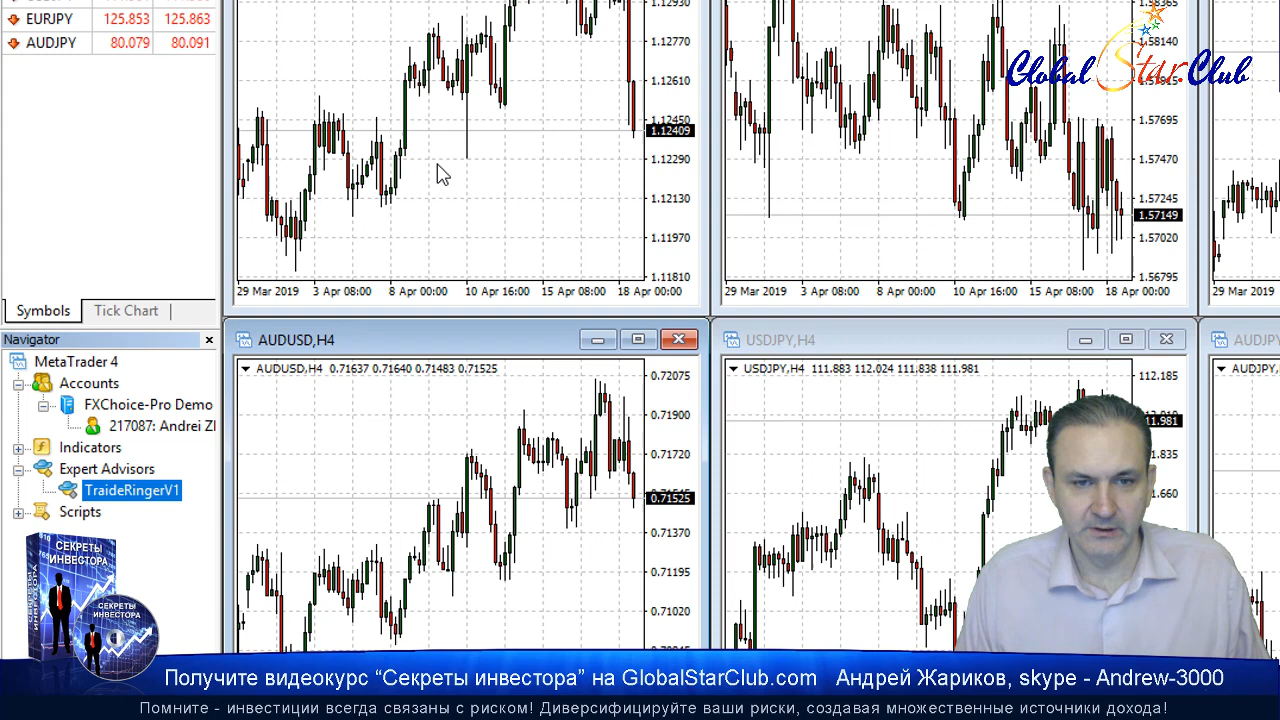 EURJPY 125.853 125.863
AUDJPY 80.079 80.091
Symbols Tick Chart
Navigator
MetaTrader 4
Accounts
FXChoice-Pro Demo
217087: Andrei Zl
Indicators
Expert Advisors
TraideRingerV1
Scripts
СЕКРЕТЫ
ИНВЕСТОРА
СЕКРЕТЫ
ИНВЕСТОРА
1.12930
1.12770
1.12610
1.12450
1.12409
1.12290
1.12130
1.11970
1.11810
29 Mar 2019 3 Apr 08:00 8 Apr 00:00 10 Apr 16:00 15 Apr 08:00 18 Apr 00:00
1.58365
1.58140
1.57695
1.57470
1.57245
1.57149
1.57020
1.56795
29 Mar 2019 3 Apr 08:00 8 Apr 00:00 10 Apr 16:00 15 Apr 08:00 18 Apr 00:00
29 Mar 2019
Global Star Club
AUDUSD,H4
AUDUSD,H4 0.71637 0.71640 0.71483 0.71525
0.72075
0.71900
0.71720
0.71545
0.71525
0.71370
0.71195
0.71020
USDJPY,H4
USDJPY,H4 111.883 112.024 111.838 111.981
112.185
AUDJPY,
AUDJPY,
Получите видеокурс “Секреты инвестора” на GlobalStarClub.com Андрей Жариков, skype - Andrew-3000
Помните - инвестиции всегда связаны с риском! Диверсифицируйте ваши риски, создавая множественные источники дохода!